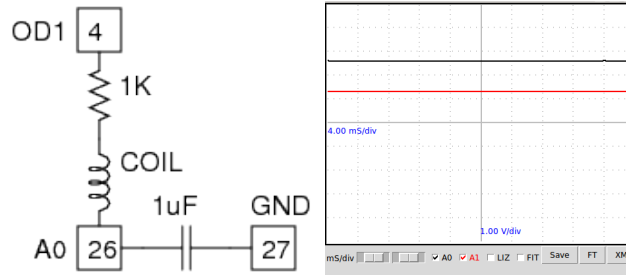 OD1 4
1K
COIL
1uF
GND
A0 26 27
4.00 mS/div
1.00 V/div
mS/div A0 A1 LIZ FIT Save FT XM